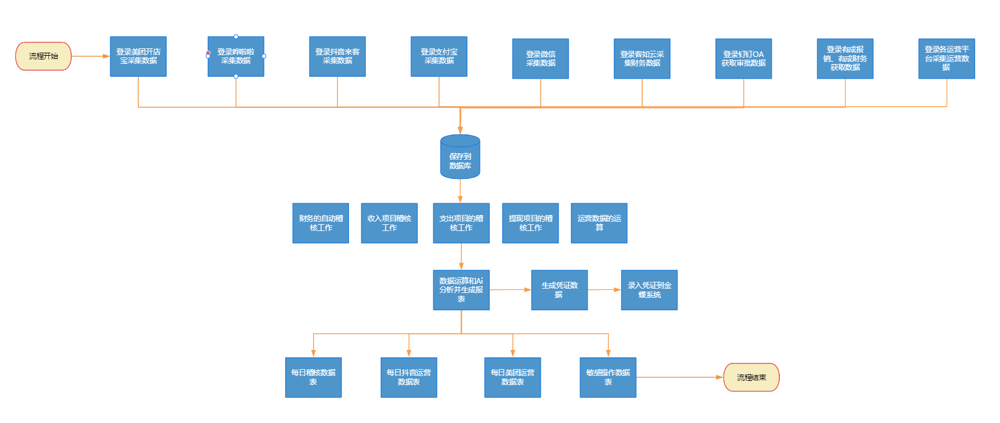 流程开始
登录美团开店
宝采集数据
登录哗啦啦
采集数据
登录抖音来客
采集数据
登录支付宝
采集数据
登录微信
采集数据
登录客如云采
集财务数据
登录钉钉OA
获取审批数据
登录有成报
销、有成财务
获取数据
登录各运营平
台采集运营数
据
保存到
数据库
财务的自动稽
核工作
收入项目稽核
工作
支出项目的稽
核工作
提现项目的稽
核工作
运营数据的运
算
数据运算和Ai
分析并生成报
表
生成凭证数
据
录入凭证到金
蝶系统
每日稽核数据
表
每日抖音运营
数据表
每日美团运营
数据表
敏感操作数据
表
流程结束